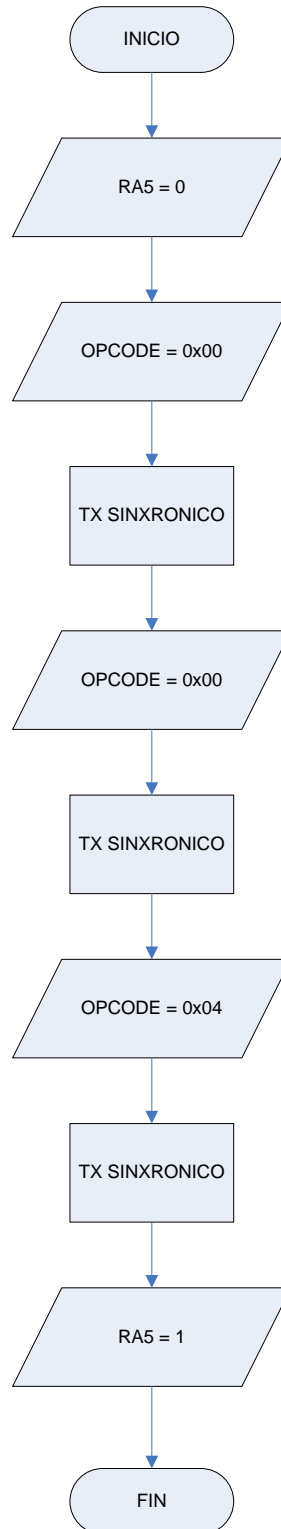 INICIO
RA5 = 0
OPCODE = 0x00
TX SINXRONICO
OPCODE = 0x00
TX SINXRONICO
OPCODE = 0x04
TX SINXRONICO
RA5 = 1
FIN